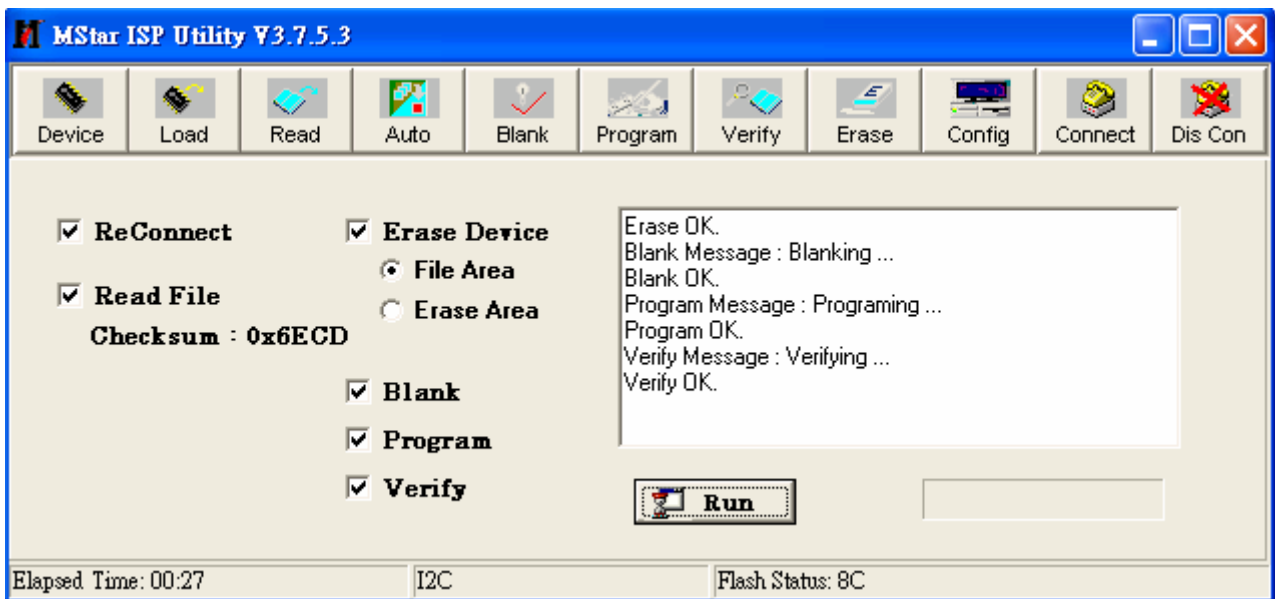 MStar ISP Utility V3.7.5.3
Device Load Read Auto Blank Program Verify Erase Config Connect Dis Con
ReConnect
Read File
Checksum : 0x6ECD
Erase Device
File Area
Erase Area
Blank
Program
Verify
Erase OK.
Blank Message : Blanking ...
Blank OK.
Program Message : Programing ...
Program OK.
Verify Message : Verifying ...
Verify OK.
Run
Elapsed Time: 00:27 I2C Flash Status: 8C